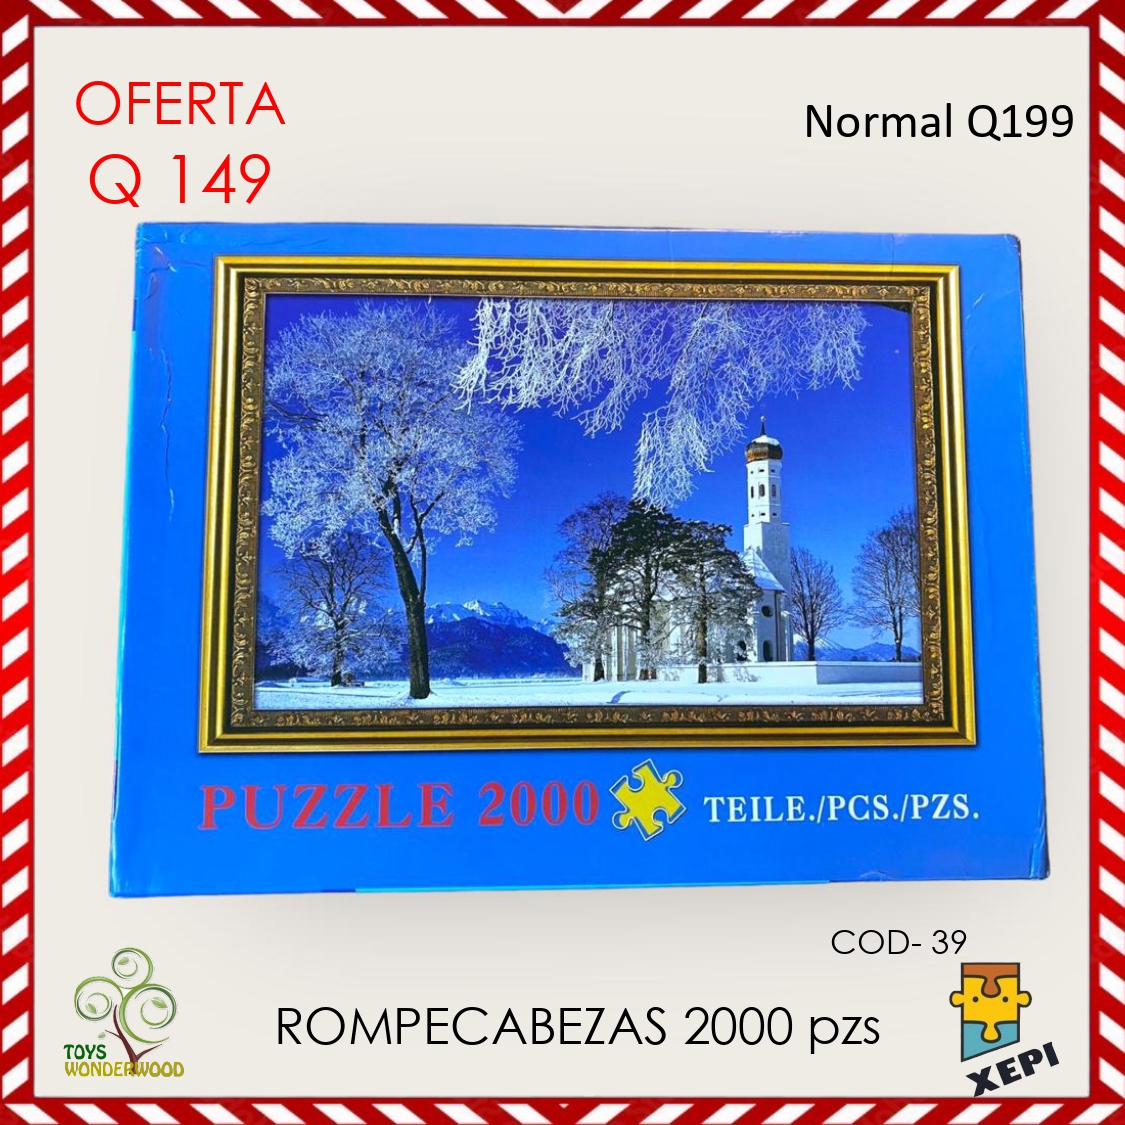 OFERTA
Q 149
Normal Q199
PUZZLE 2000 TEILE./PCS./PZS.
COD- 39
ROMPECABEZAS 2000 pzs
TOYS
WONDERWOOD
XEPI